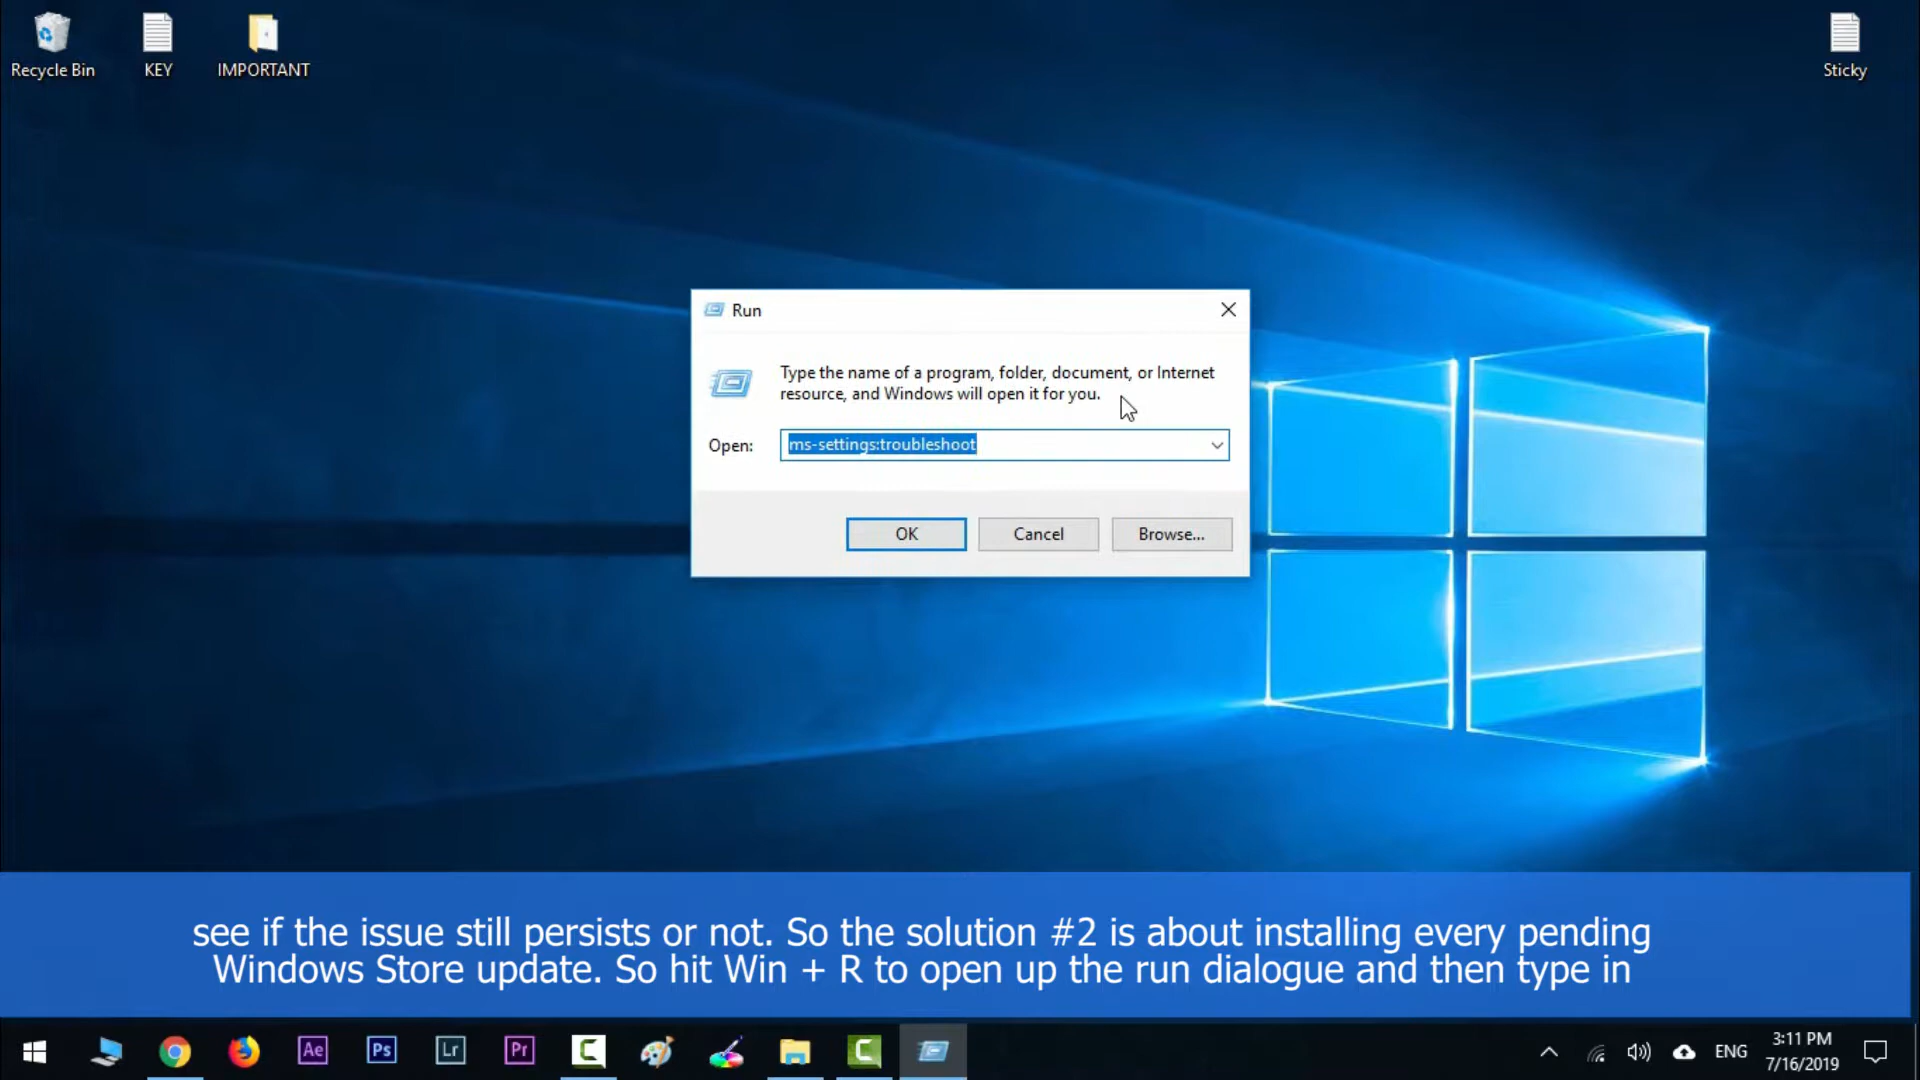 Recycle Bin
KEY
IMPORTANT
Sticky
Run
Type the name of a program, folder, document, or Internet
resource, and Windows will open it for you.
Open:
ms-settings:troubleshoot
OK
Cancel
Browse...
see if the issue still persists or not. So the solution #2 is about installing every pending
Windows Store update. So hit Win + R to open up the run dialogue and then type in
Ae
Ps
Lr
Pr
ENG
3:11 PM
7/16/2019